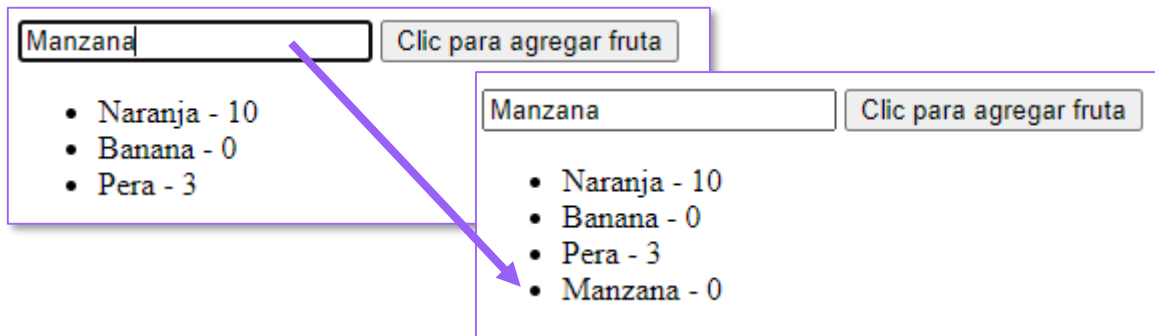 Manzana Clic para agregar fruta
Naranja - 10
Banana - 0
Pera - 3
Manzana Clic para agregar fruta
Naranja - 10
Banana - 0
Pera - 3
Manzana - 0